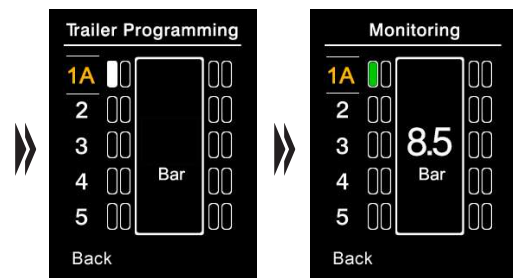 Trailer Programming
1A
2
3
4
5
Bar
Back
Monitoring
1A
2
3
4
5
8.5
Bar
Back